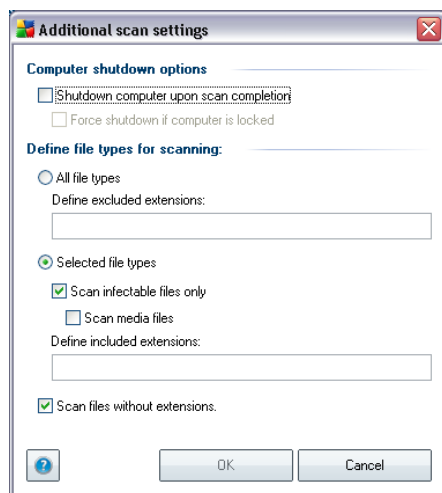 Additional scan settings
Computer shutdown options
Shutdown computer upon scan completion
Force shutdown if computer is locked
Define file types for scanning:
All file types
Define excluded extensions:
Selected file types
Scan infectable files only
Scan media files
Define included extensions:
Scan files without extensions.
?
OK
Cancel